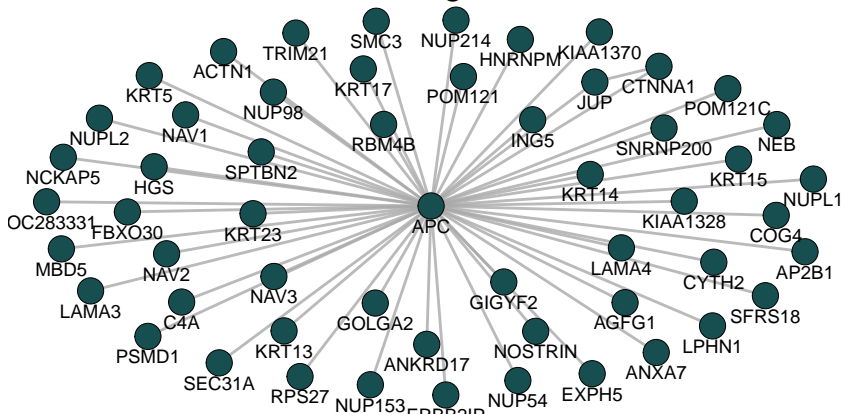 SMC3
NUP214
TRIM21
HNRNPM
KIAA1370
ACTN1
KRT5
KRT17
POM121
JUP
CTNNA1
POM121C
NUP98
NUPL2
NAV1
RBM4B
ING5
SNRNP200
NEB
NCKAP5
HGS
SPTBN2
KRT14
KRT15
NUPL1
OC283331
FBXO30
KRT23
APC
KIAA1328
COG4
MBD5
NAV2
LAMA4
CYTH2
AP2B1
LAMA3
C4A
NAV3
GOLGA2
GIGYF2
AGFG1
SFRS18
PSMD1
KRT13
ANKRD17
NOSTRIN
LPHN1
SEC31A
RPS27
NUP153
NUP54
EXPH5
ANXA7